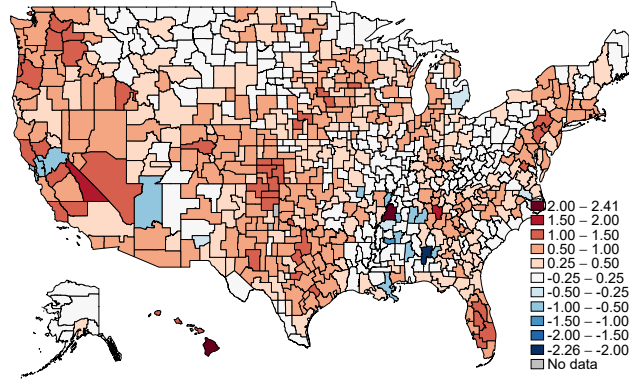 2.00 – 2.41
1.50 – 2.00
1.00 – 1.50
0.50 – 1.00
0.25 – 0.50
-0.25 – 0.25
-0.50 – -0.25
-1.00 – -0.50
-1.50 – -1.00
-2.00 – -1.50
-2.26 – -2.00
No data